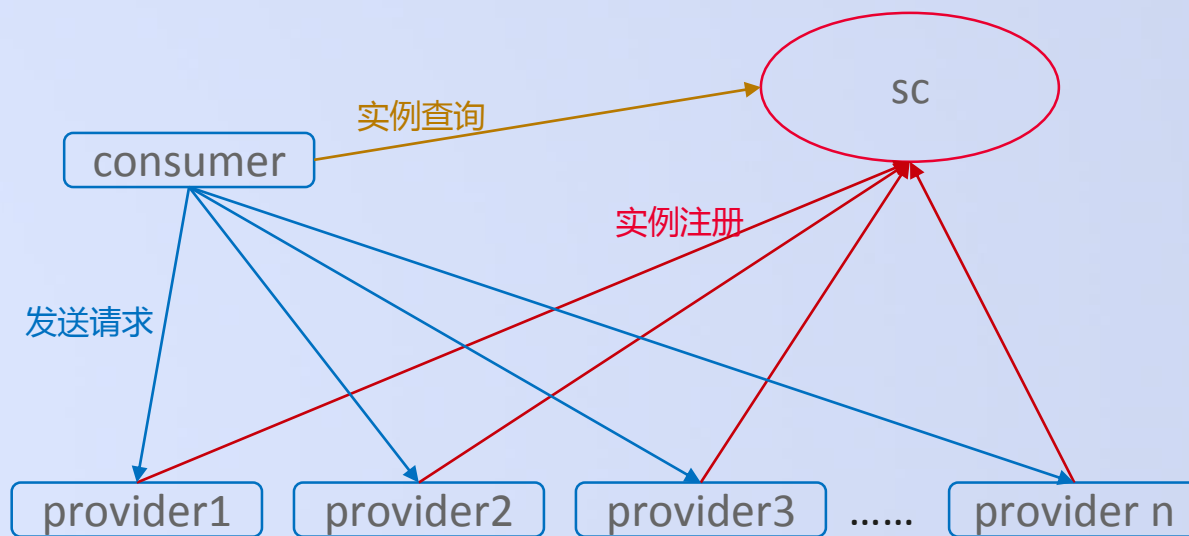 sc
实例查询
consumer
实例注册
发送请求
provider1
provider2
provider3
……
provider n